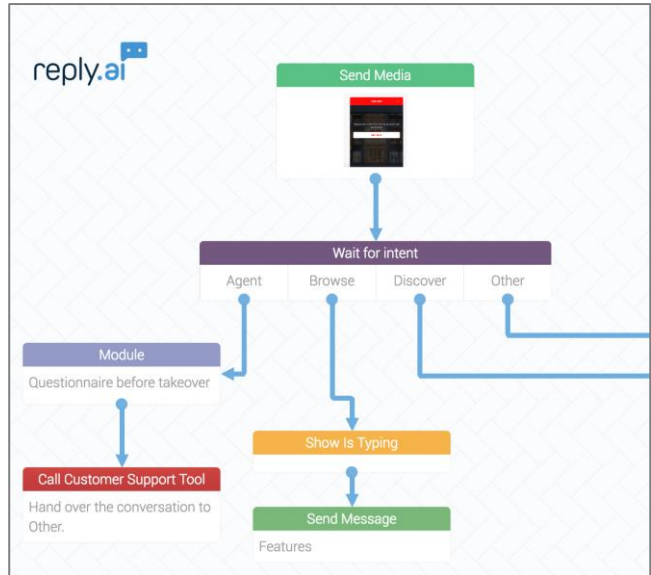 reply.ai
Send Media
Wait for intent
Agent Browse Discover Other
Module
Questionnaire before takeover
Show Is Typing
Call Customer Support Tool
Hand over the conversation to
Other.
Send Message
Features